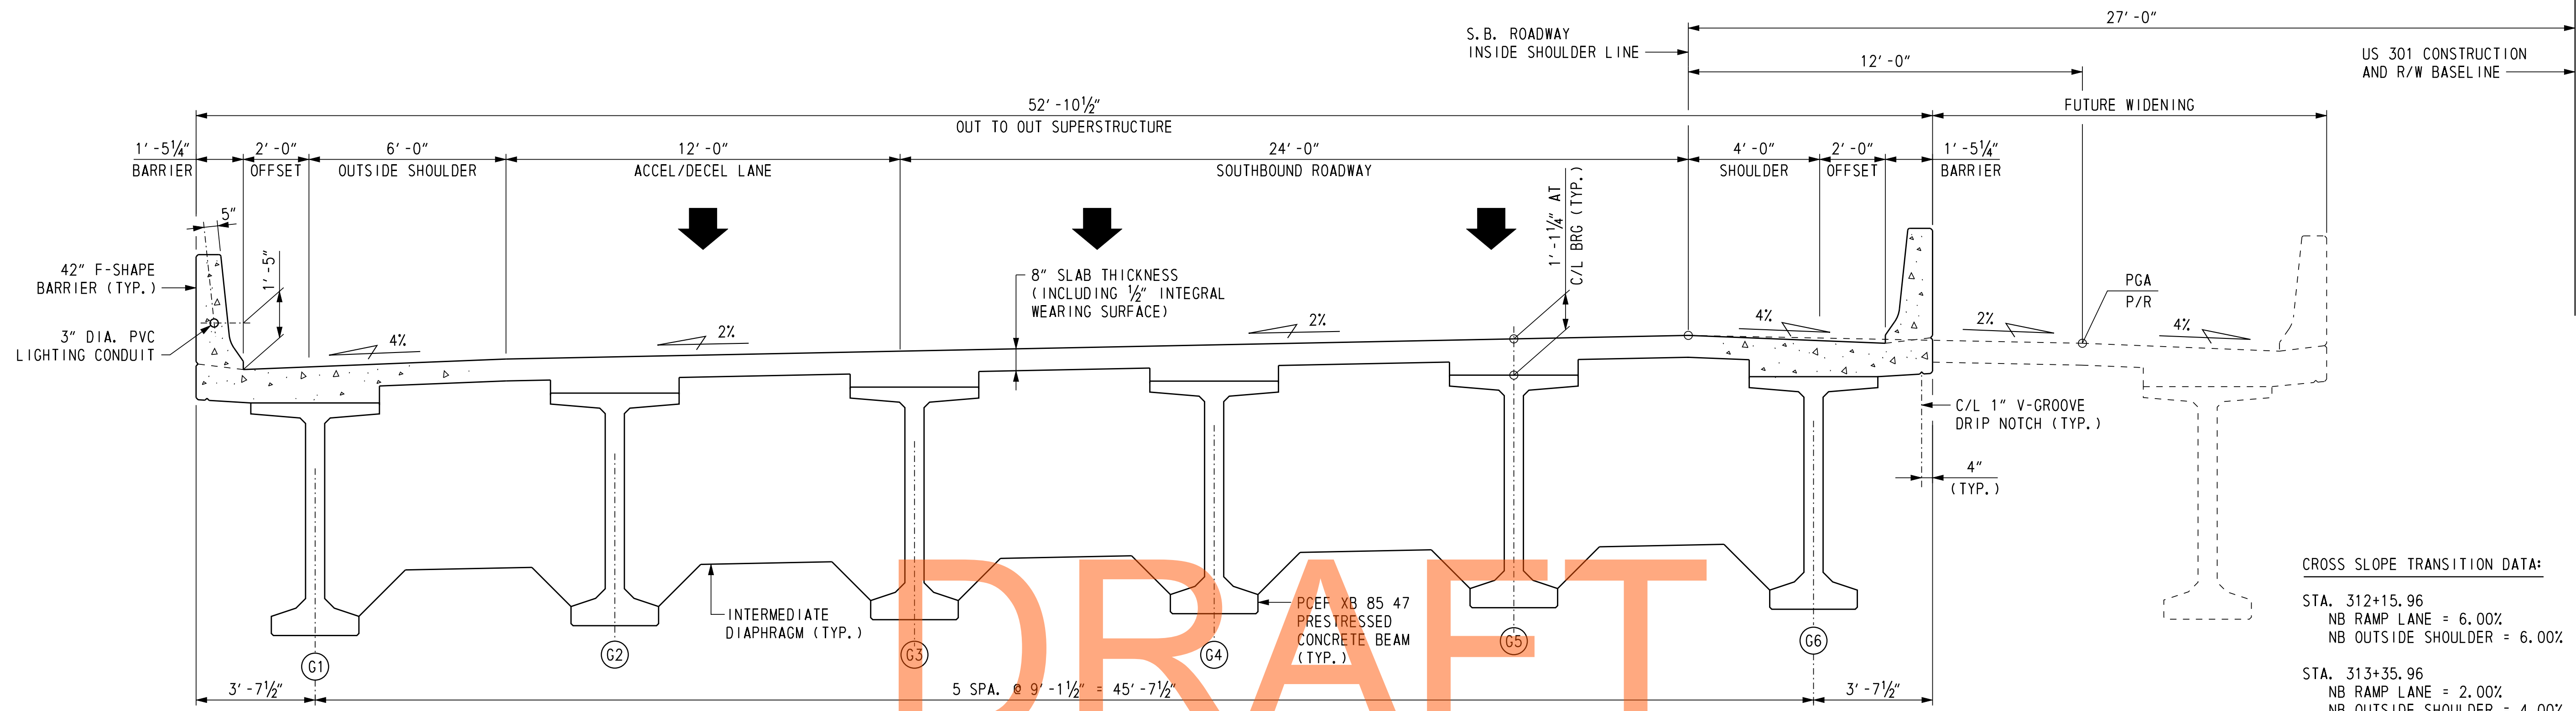 27'-0"
S.B. ROADWAY
INSIDE SHOULDER LINE
US 301 CONSTRUCTION
AND R/W BASELINE
12'-0"
52'-10½"
OUT TO OUT SUPERSTRUCTURE
FUTURE WIDENING
1'-5¼"
BARRIER
2'-0"
OFFSET
6'-0"
OUTSIDE SHOULDER
12'-0"
ACCEL/DECEL LANE
24'-0"
SOUTHBOUND ROADWAY
4'-0"
SHOULDER
2'-0"
OFFSET
1'-5¼"
BARRIER
1'-1¼" AT
C/L BRG (TYP.)
5"
1'-5"
42" F-SHAPE
BARRIER (TYP.)
3" DIA. PVC
LIGHTING CONDUIT
8" SLAB THICKNESS
(INCLUDING ½" INTEGRAL
WEARING SURFACE)
4%
2%
2%
4%
2%
4%
PGA
P/R
C/L 1" V-GROOVE
DRIP NOTCH (TYP.)
4"
(TYP.)
INTERMEDIATE
DIAPHRAGM (TYP.)
PCEF XB 85 47
PRESTRESSED
CONCRETE BEAM
(TYP.)
G1
G2
G3
G4
G5
G6
3'-7½"
5 SPA. @ 9'-1½" = 45'-7½"
3'-7½"
CROSS SLOPE TRANSITION DATA:
STA. 312+15.96
NB RAMP LANE = 6.00%
NB OUTSIDE SHOULDER = 6.00%
STA. 313+35.96
NB RAMP LANE = 2.00%
NB OUTSIDE SHOULDER = 4.00%
DRAFT